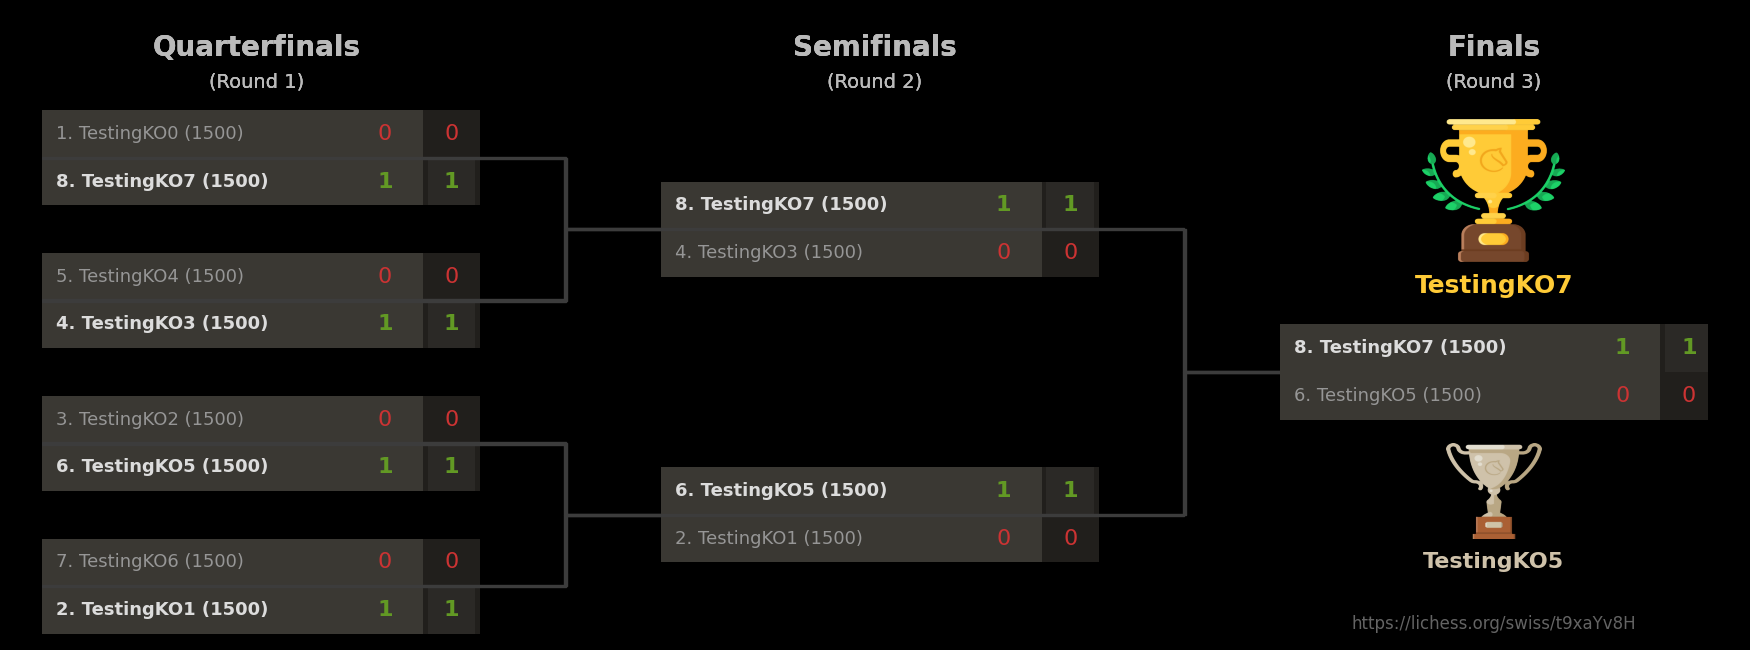 Quarterfinals
(Round 1)
1. TestingKO0 (1500) 0 0
8. TestingKO7 (1500) 1 1
5. TestingKO4 (1500) 0 0
4. TestingKO3 (1500) 1 1
3. TestingKO2 (1500) 0 0
6. TestingKO5 (1500) 1 1
7. TestingKO6 (1500) 0 0
2. TestingKO1 (1500) 1 1
Semifinals
(Round 2)
8. TestingKO7 (1500) 1 1
4. TestingKO3 (1500) 0 0
6. TestingKO5 (1500) 1 1
2. TestingKO1 (1500) 0 0
Finals
(Round 3)
TestingKO7
8. TestingKO7 (1500) 1 1
6. TestingKO5 (1500) 0 0
TestingKO5
https://lichess.org/swiss/t9xaYv8H